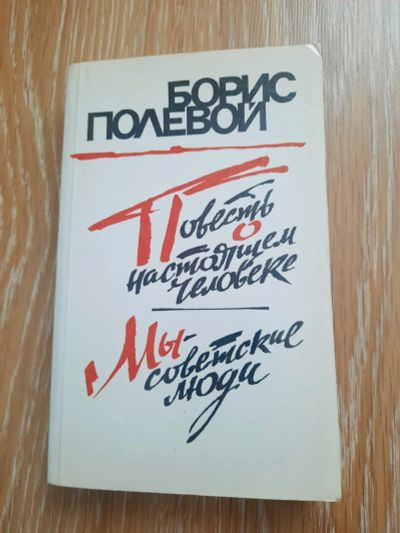 БОРИС
ПОЛЕВОЙ
Повесть
о
настоящем
человеке
Мы-
советские
люди